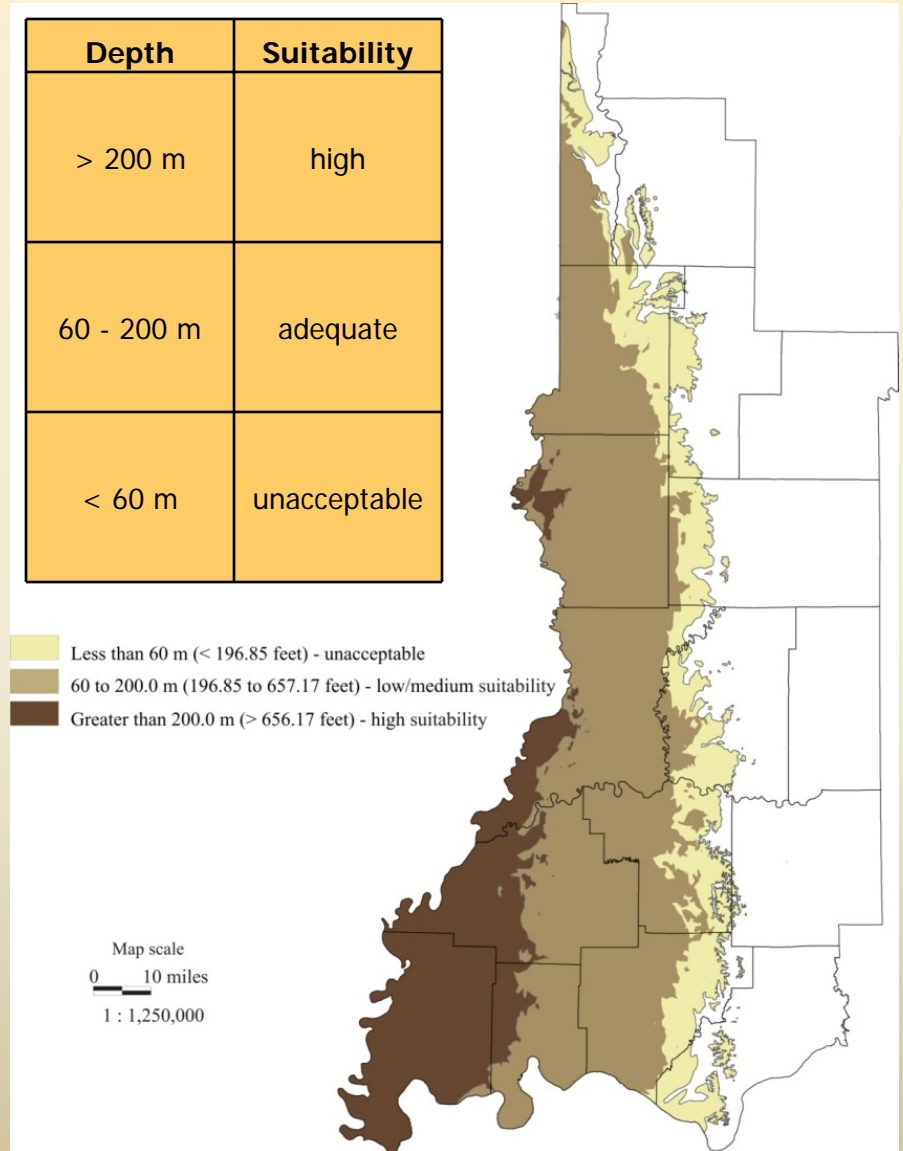 Depth Suitability
> 200 m high
60 - 200 m adequate
< 60 m unacceptable
Less than 60 m (< 196.85 feet) - unacceptable
60 to 200.0 m (196.85 to 657.17 feet) - low/medium suitability
Greater than 200.0 m (> 656.17 feet) - high suitability
Map scale
0 10 miles
1 : 1,250,000